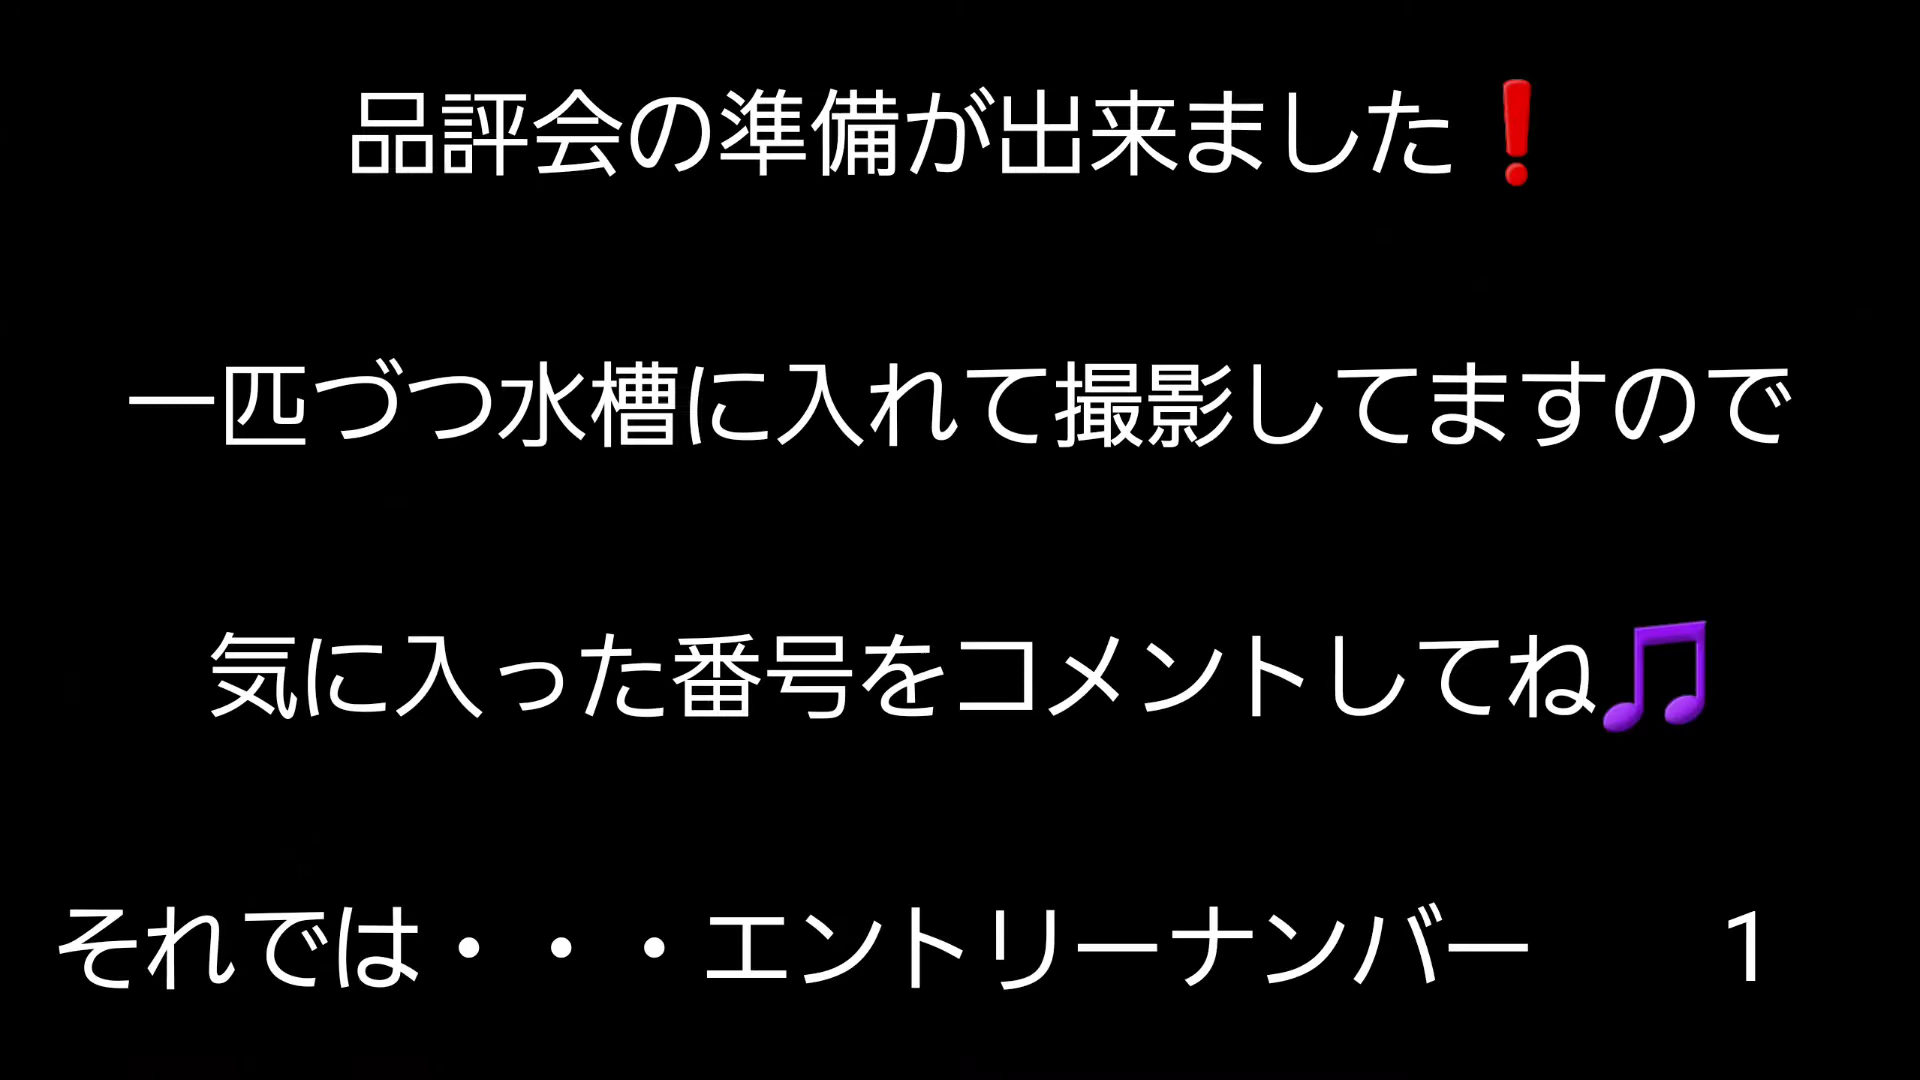 品評会の準備が出来ました❗
一匹づつ水槽に入れて撮影してますので
気に入った番号をコメントしてね🎵
それでは・・・エントリーナンバー　　1